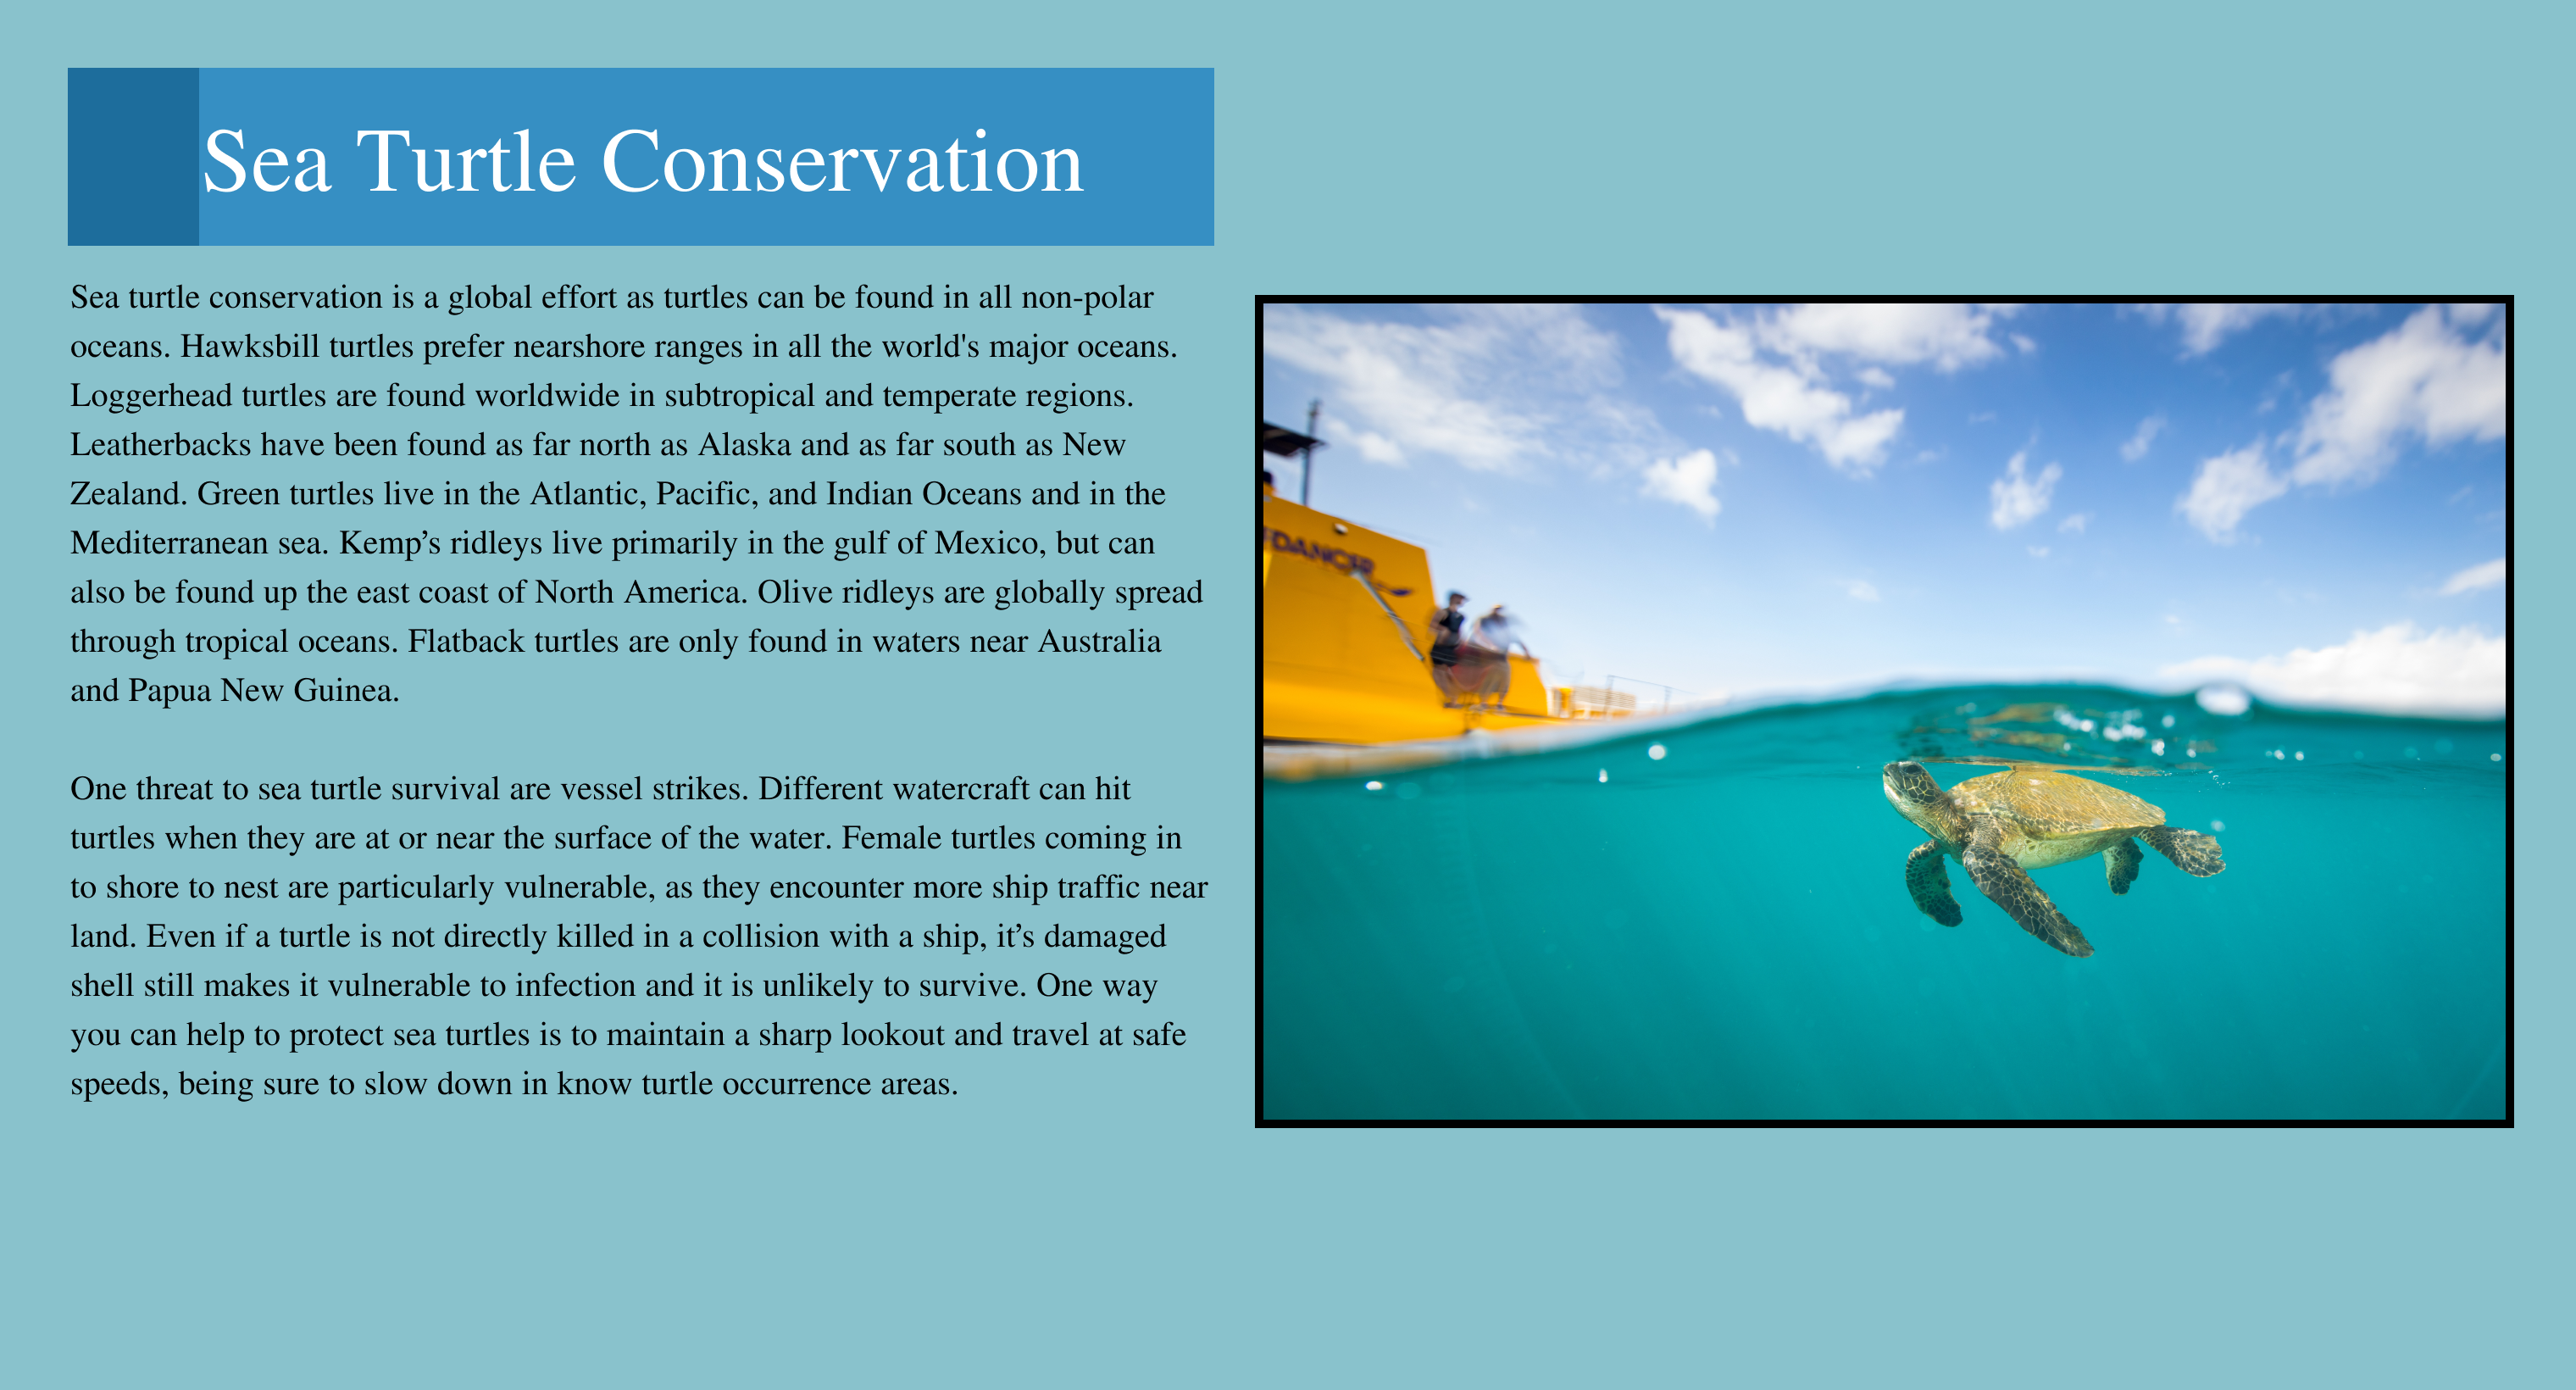 Sea Turtle Conservation
Sea turtle conservation is a global effort as turtles can be found in all non-polar
oceans. Hawksbill turtles prefer nearshore ranges in all the world's major oceans.
Loggerhead turtles are found worldwide in subtropical and temperate regions.
Leatherbacks have been found as far north as Alaska and as far south as New
Zealand. Green turtles live in the Atlantic, Pacific, and Indian Oceans and in the
Mediterranean sea. Kemp’s ridleys live primarily in the gulf of Mexico, but can
also be found up the east coast of North America. Olive ridleys are globally spread
through tropical oceans. Flatback turtles are only found in waters near Australia
and Papua New Guinea.
One threat to sea turtle survival are vessel strikes. Different watercraft can hit
turtles when they are at or near the surface of the water. Female turtles coming in
to shore to nest are particularly vulnerable, as they encounter more ship traffic near
land. Even if a turtle is not directly killed in a collision with a ship, it’s damaged
shell still makes it vulnerable to infection and it is unlikely to survive. One way
you can help to protect sea turtles is to maintain a sharp lookout and travel at safe
speeds, being sure to slow down in know turtle occurrence areas.